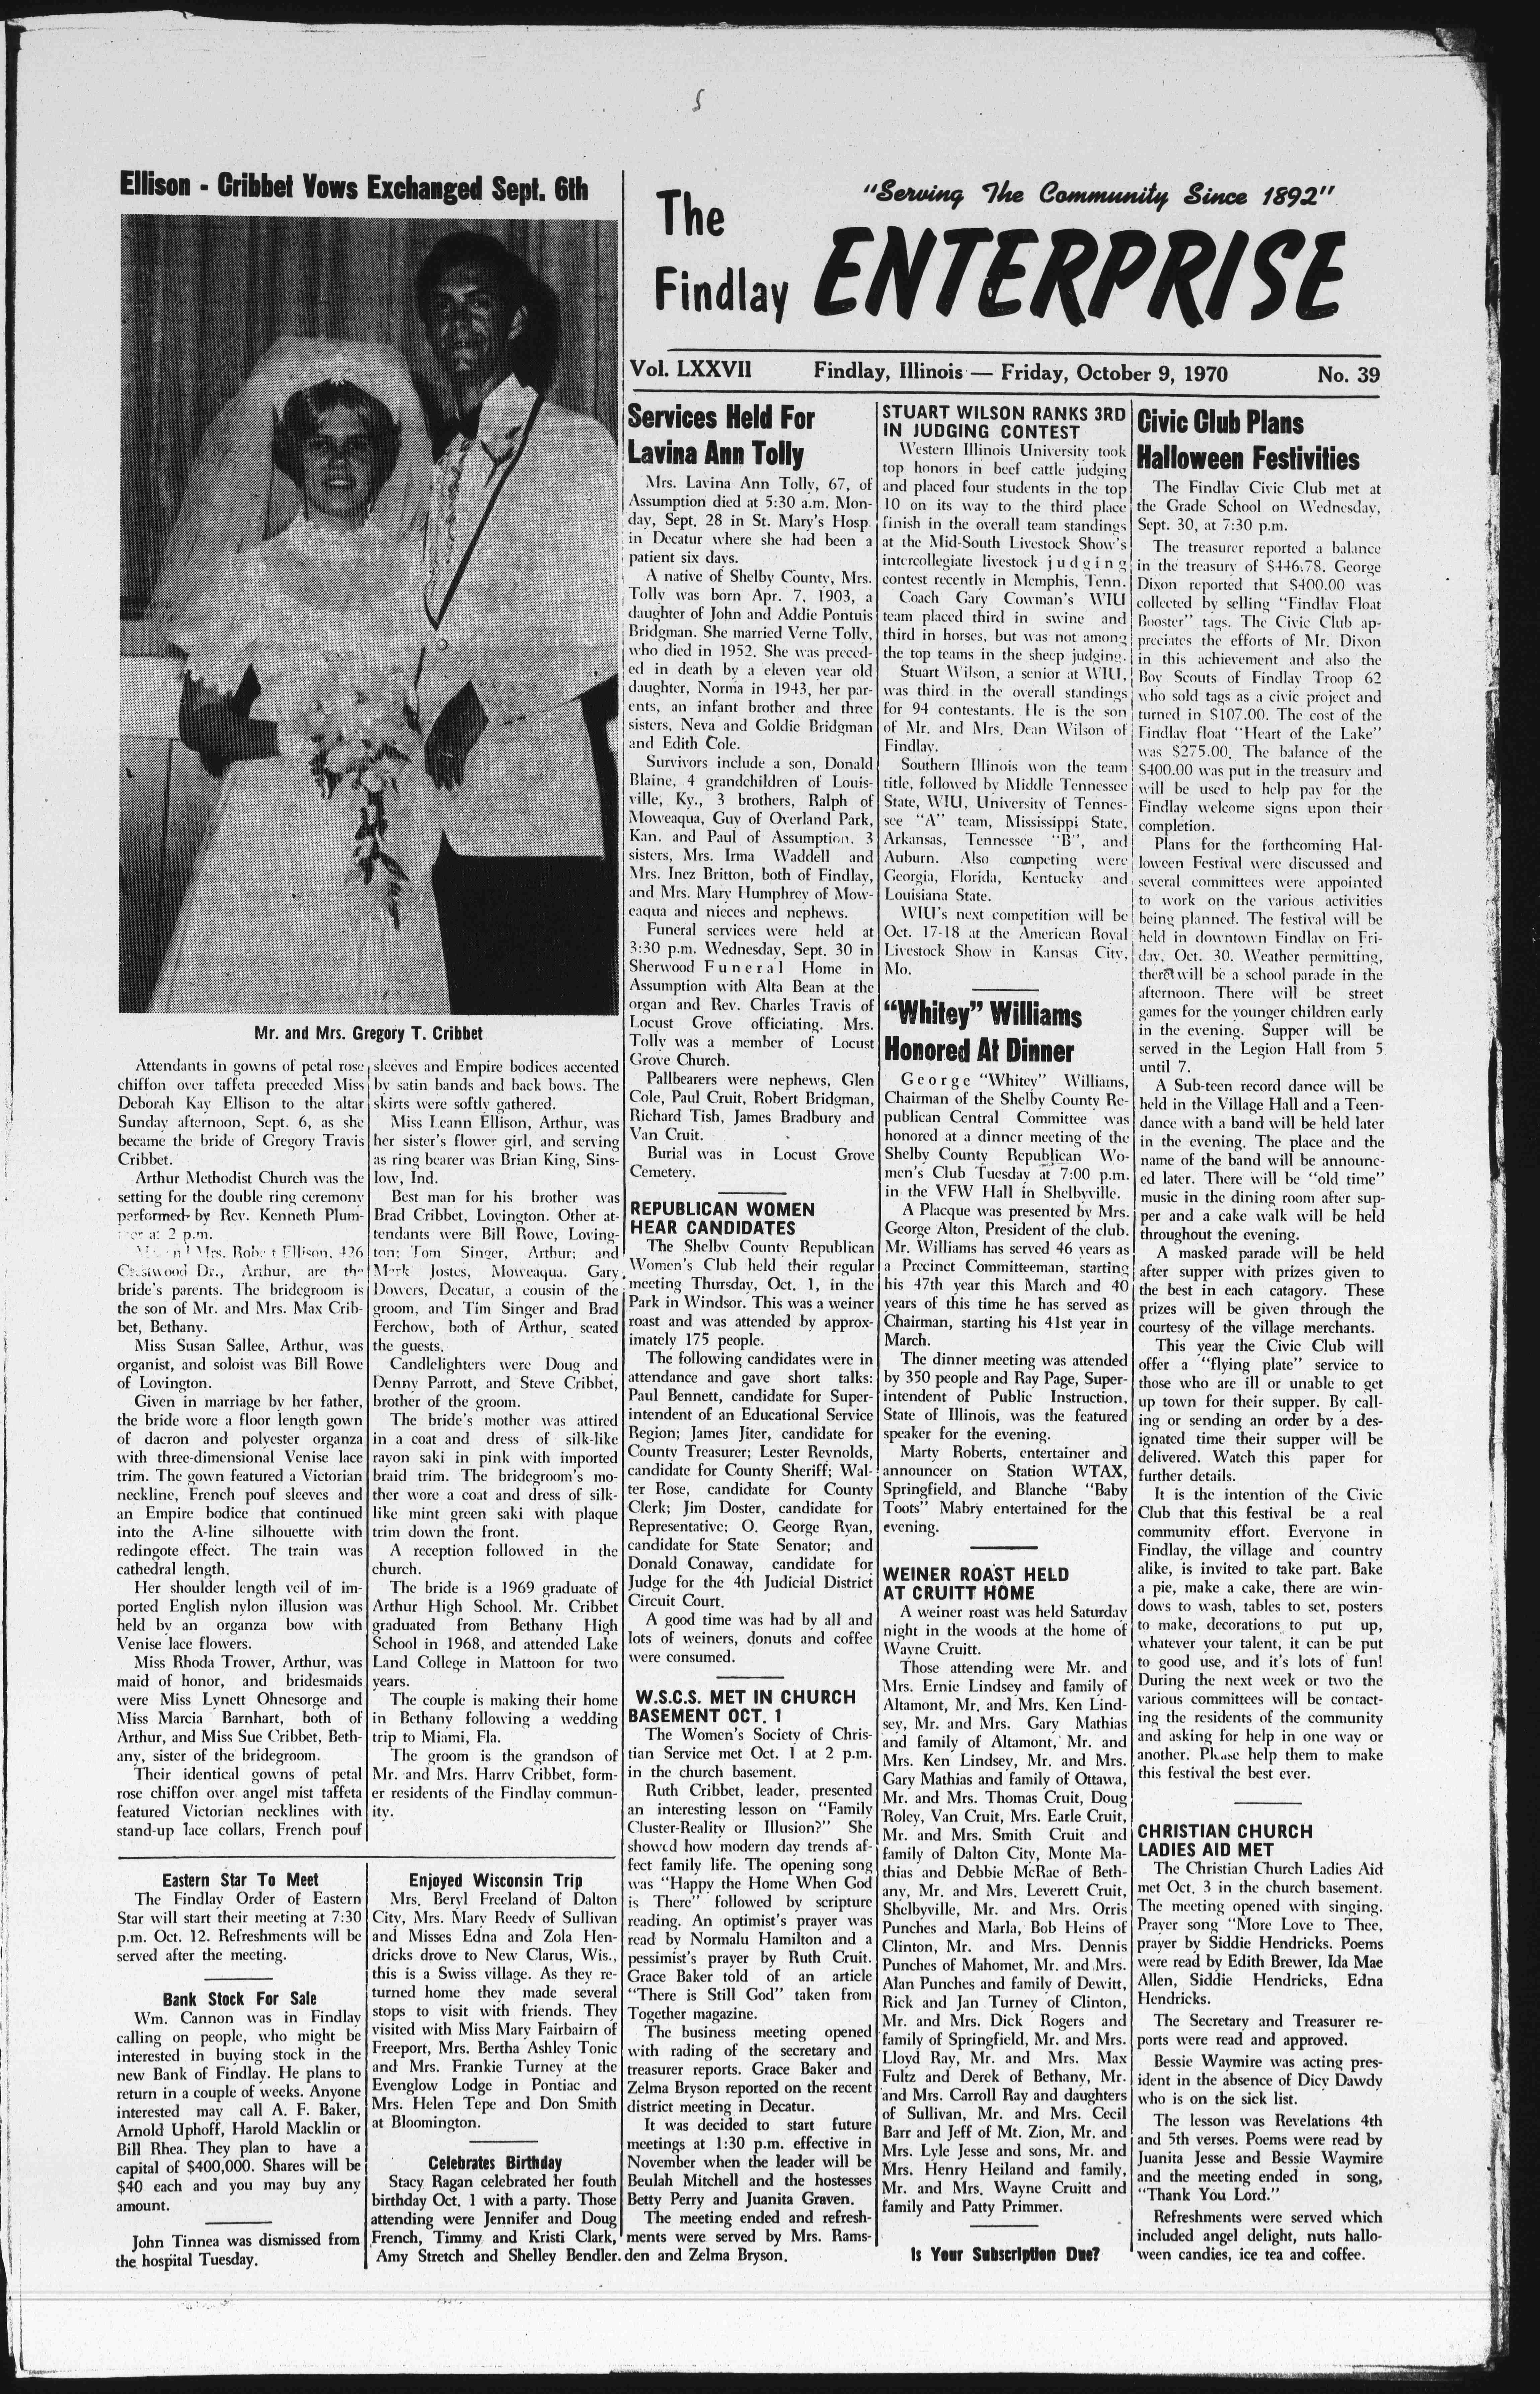 Ellison - Cribbet Vows Exchanged Sept. 6th
Mr. and Mrs. Gregory T. Cribbet
Attendants in gowns of petal rose
chiffon over taffeta preceded Miss
Deborah Kay Ellison to the altar
Sunday afternoon, Sept. 6, as she
became the bride of Gregory Travis
Cribbet.
Arthur Methodist Church was the
setting for the double ring ceremony
performed by Rev. Kenneth Plum-
at 2 p.m.
Mrs. Ellison, 426
Dr., Arthur, are the
bride's parents. The bridegroom is
the son of Mr. and Mrs. Max Crib-
bet, Bethany.
Miss Susan Sallee, Arthur, was
organist, and soloist was Bill Rowe
of Lovington.
Given in marriage by her father,
the bride wore a floor length gown
of dacron and polyester organza
with three-dimensional Venise lace
trim. The gown featured a Victorian
neckline, French pouf sleeves and
an Empire bodice that continued
into the A-line silhouette with
redingote effect. The train was
cathedral length.
Her shoulder length veil of im-
ported English nylon illusion was
held by an organza bow with
Venise lace flowers.
Miss Rhoda Trower, Arthur, was
maid of honor, and bridesmaids
were Miss Lynett Ohnesorge and
Miss Marcia Barnhart, both of
Arthur, and Miss Sue Cribbet, Beth-
any, sister of the bridegroom.
Their identical gowns of petal
rose chiffon over angel mist taffeta
featured Victorian necklines with
stand-up lace collars, French pouf
sleeves and Empire bodices accented
by satin bands and back bows. The
skirts were softly gathered.
Miss Leann Ellison, Arthur, was
her sister's flower girl, and serving
as ring bearer was Brian King, Sins-
low, Ind.
Best man for his brother was
Brad Cribbet, Lovington. Other at-
tendants were Bill Rowe, Loving-
ton; Tom Singer, Arthur; and
Mark Jostes, Moweaqua. Gary
Dowers, Decatur, a cousin of the
groom, and Tim Singer and Brad
Ferchow, both of Arthur, seated
the guests.
Candlelighters were Doug and
Denny Parrott, and Steve Cribbet,
brother of the groom.
The bride's mother was attired
in a coat and dress of silk-like
rayon saki in pink with imported
braid trim. The bridegroom's mo-
ther wore a coat and dress of silk-
like mint green saki with plaque
trim down the front.
A reception followed in the
church.
The bride is a 1969 graduate of
Arthur High School. Mr. Cribbet
graduated from Bethany High
School in 1968, and attended Lake
Land College in Mattoon for two
years.
The couple is making their home
in Bethany following a wedding
trip to Miami, Fla.
The groom is the grandson of
Mr. and Mrs. Harry Cribbet, form-
er residents of the Findlay commun-
ity.
Eastern Star To Meet
The Findlay Order of Eastern
Star will start their meeting at 7:30
p.m. Oct. 12. Refreshments will be
served after the meeting.
Bank Stock For Sale
Wm. Cannon was in Findlay
calling on people, who might be
interested in buying stock in the
new Bank of Findlay. He plans to
return in a couple of weeks. Anyone
interested may call A. F. Baker,
Arnold Uphoff, Harold Macklin or
Bill Rhea. They plan to have a
capital of $400,000. Shares will be
$40 each and you may buy any
amount.
John Tinnea was dismissed from
the hospital Tuesday.
Enjoyed Wisconsin Trip
Mrs. Beryl Freeland of Dalton
City, Mrs. Mary Reedy of Sullivan
and Misses Edna and Zola Hen-
dricks drove to New Clarus, Wis.,
this is a Swiss village. As they re-
turned home they made several
stops to visit with friends. They
visited with Miss Mary Fairbairn of
Freeport, Mrs. Bertha Ashley Tonic
and Mrs. Frankie Turney at the
Evenglow Lodge in Pontiac and
Mrs. Helen Tepe and Don Smith
at Bloomington.
Celebrates Birthday
Stacy Ragan celebrated her fouth
birthday Oct. 1 with a party. Those
attending were Jennifer and Doug
French, Timmy and Kristi Clark,
Amy Stretch and Shelley Bendler.
The
Findlay
"Serving The Community Since 1892"
ENTERPRISE
Vol. LXXVII Findlay, Illinois — Friday, October 9, 1970 No. 39
Services Held For
Lavina Ann Tolly
Mrs. Lavina Ann Tolly, 67, of
Assumption died at 5:30 a.m. Mon-
day, Sept. 28 in St. Mary's Hosp.
in Decatur where she had been a
patient six days.
A native of Shelby County, Mrs.
Tolly was born Apr. 7, 1903, a
daughter of John and Addie Pontuis
Bridgman. She married Verne Tolly,
who died in 1952. She was preced-
ed in death by a eleven year old
daughter, Norma in 1943, her par-
ents, an infant brother and three
sisters, Neva and Goldie Bridgman
and Edith Cole.
Survivors include a son, Donald
Blaine, 4 grandchildren of Louis-
ville, Ky., 3 brothers, Ralph of
Moweaqua, Guy of Overland Park,
Kan. and Paul of Assumption. 3
sisters, Mrs. Irma Waddell and
Mrs. Inez Britton, both of Findlay,
and Mrs. Mary Humphrey of Mow-
eaqua and nieces and nephews.
Funeral services were held at
3:30 p.m. Wednesday, Sept. 30 in
Sherwood Funeral Home in
Assumption with Alta Bean at the
organ and Rev. Charles Travis of
Locust Grove officiating. Mrs.
Tolly was a member of Locust
Grove Church.
Pallbearers were nephews, Glen
Cole, Paul Cruit, Robert Bridgman,
Richard Tish, James Bradbury and
Van Cruit.
Burial was in Locust Grove
Cemetery.
REPUBLICAN WOMEN
HEAR CANDIDATES
The Shelby County Republican
Women's Club held their regular
meeting Thursday, Oct. 1, in the
Park in Windsor. This was a weiner
roast and was attended by approx-
imately 175 people.
The following candidates were in
attendance and gave short talks:
Paul Bennett, candidate for Super-
intendent of an Educational Service
Region; James Jiter, candidate for
County Treasurer; Lester Reynolds,
candidate for County Sheriff; Wal-
ter Rose, candidate for County
Clerk; Jim Doster, candidate for
Representative; O. George Ryan,
candidate for State Senator; and
Donald Conaway, candidate for
Judge for the 4th Judicial District
Circuit Court.
A good time was had by all and
lots of weiners, donuts and coffee
were consumed.
W.S.C.S. MET IN CHURCH
BASEMENT OCT. 1
The Women's Society of Chris-
tian Service met Oct. 1 at 2 p.m.
in the church basement.
Ruth Cribbet, leader, presented
an interesting lesson on "Family
Cluster-Reality or Illusion?" She
showed how modern day trends af-
fect family life. The opening song
was "Happy the Home When God
is There" followed by scripture
reading. An optimist's prayer was
read by Normalu Hamilton and a
pessimist's prayer by Ruth Cruit.
Grace Baker told of an article
"There is Still God" taken from
Together magazine.
The business meeting opened
with rading of the secretary and
treasurer reports. Grace Baker and
Zelma Bryson reported on the recent
district meeting in Decatur.
It was decided to start future
meetings at 1:30 p.m. effective in
November when the leader will be
Beulah Mitchell and the hostesses
Betty Perry and Juanita Graven.
The meeting ended and refresh-
ments were served by Mrs. Rams-
den and Zelma Bryson.
STUART WILSON RANKS 3RD
IN JUDGING CONTEST
Western Illinois University took
top honors in beef cattle judging
and placed four students in the top
10 on its way to the third place
finish in the overall team standings
at the Mid-South Livestock Show's
intercollegiate livestock judging
contest recently in Memphis, Tenn.
Coach Gary Cowman's WIU
team placed third in swine and
third in horses, but was not among
the top teams in the sheep judging.
Stuart Wilson, a senior at WIU,
was third in the overall standings
for 94 contestants. He is the son
of Mr. and Mrs. Dean Wilson of
Findlay.
Southern Illinois won the team
title, followed by Middle Tennessee
State, WIU, University of Tennes-
see "A" team, Mississippi State,
Arkansas, Tennessee "B", and
Auburn. Also competing were
Georgia, Florida, Kentucky and
Louisiana State.
WIU's next competition will be
Oct. 17-18 at the American Royal
Livestock Show in Kansas City,
Mo.
"Whitey" Williams
Honored At Dinner
George "Whitey" Williams,
Chairman of the Shelby County Re-
publican Central Committee was
honored at a dinner meeting of the
Shelby County Republican Wo-
men's Club Tuesday at 7:00 p.m.
in the VFW Hall in Shelbyville.
A Placque was presented by Mrs.
George Alton, President of the club.
Mr. Williams has served 46 years as
a Precinct Committeeman, starting
his 47th year this March and 40
years of this time he has served as
Chairman, starting his 41st year in
March.
The dinner meeting was attended
by 350 people and Ray Page, Super-
intendent of Public Instruction,
State of Illinois, was the featured
speaker for the evening.
Marty Roberts, entertainer and
announcer on Station WTAX,
Springfield, and Blanche "Baby
Toots" Mabry entertained for the
evening.
WEINER ROAST HELD
AT CRUITT HOME
A weiner roast was held Saturday
night in the woods at the home of
Wayne Cruitt.
Those attending were Mr. and
Mrs. Ernie Lindsey and family of
Altamont, Mr. and Mrs. Ken Lind-
sey, Mr. and Mrs. Gary Mathias
and family of Altamont, Mr. and
Mrs. Ken Lindsey, Mr. and Mrs.
Gary Mathias and family of Ottawa,
Mr. and Mrs. Thomas Cruit, Doug
Roley, Van Cruit, Mrs. Earle Cruit,
Mr. and Mrs. Smith Cruit and
family of Dalton City, Monte Ma-
thias and Debbie McRae of Beth-
any, Mr. and Mrs. Leverett Cruit,
Shelbyville, Mr. and Mrs. Orris
Punches and Marla, Bob Heins of
Clinton, Mr. and Mrs. Dennis
Punches of Mahomet, Mr. and Mrs.
Alan Punches and family of Dewitt,
Rick and Jan Turney of Clinton,
Mr. and Mrs. Dick Rogers and
family of Springfield, Mr. and Mrs.
Lloyd Ray, Mr. and Mrs. Max
Fultz and Derek of Bethany, Mr.
and Mrs. Carroll Ray and daughters
of Sullivan, Mr. and Mrs. Cecil
Barr and Jeff of Mt. Zion, Mr. and
Mrs. Lyle Jesse and sons, Mr. and
Mrs. Henry Heiland and family,
Mr. and Mrs. Wayne Cruitt and
family and Patty Primmer.
Is Your Subscription Due?
Civic Club Plans
Halloween Festivities
The Findlay Civic Club met at
the Grade School on Wednesday,
Sept. 30, at 7:30 p.m.
The treasurer reported a balance
in the treasury of $446.78. George
Dixon reported that $400.00 was
collected by selling "Findlay Float
Booster" tags. The Civic Club ap-
preciates the efforts of Mr. Dixon
in this achievement and also the
Boy Scouts of Findlay Troop 62
who sold tags as a civic project and
turned in $107.00. The cost of the
Findlay float "Heart of the Lake"
was $275.00. The balance of the
$400.00 was put in the treasury and
will be used to help pay for the
Findlay welcome signs upon their
completion.
Plans for the forthcoming Hal-
loween Festival were discussed and
several committees were appointed
to work on the various activities
being planned. The festival will be
held in downtown Findlay on Fri-
day, Oct. 30. Weather permitting,
there will be a school parade in the
afternoon. There will be street
games for the younger children early
in the evening. Supper will be
served in the Legion Hall from 5
until 7.
A Sub-teen record dance will be
held in the Village Hall and a Teen-
dance with a band will be held later
in the evening. The place and the
name of the band will be announc-
ed later. There will be "old time"
music in the dining room after sup-
per and a cake walk will be held
throughout the evening.
A masked parade will be held
after supper with prizes given to
the best in each catagory. These
prizes will be given through the
courtesy of the village merchants.
This year the Civic Club will
offer a "flying plate" service to
those who are ill or unable to get
up town for their supper. By call-
ing or sending an order by a des-
ignated time their supper will be
delivered. Watch this paper for
further details.
It is the intention of the Civic
Club that this festival be a real
community effort. Everyone in
Findlay, the village and country
alike, is invited to take part. Bake
a pie, make a cake, there are win-
dows to wash, tables to set, posters
to make, decorations to put up,
whatever your talent, it can be put
to good use, and it's lots of fun!
During the next week or two the
various committees will be contact-
ing the residents of the community
and asking for help in one way or
another. Please help them to make
this festival the best ever.
CHRISTIAN CHURCH
LADIES AID MET
The Christian Church Ladies Aid
met Oct. 3 in the church basement.
The meeting opened with singing.
Prayer song "More Love to Thee,
prayer by Siddie Hendricks. Poems
were read by Edith Brewer, Ida Mae
Allen, Siddie Hendricks, Edna
Hendricks.
The Secretary and Treasurer re-
ports were read and approved.
Bessie Waymire was acting pres-
ident in the absence of Dicy Dawdy
who is on the sick list.
The lesson was Revelations 4th
and 5th verses. Poems were read by
Juanita Jesse and Bessie Waymire
and the meeting ended in song,
"Thank You Lord."
Refreshments were served which
included angel delight, nuts hallo-
ween candies, ice tea and coffee.